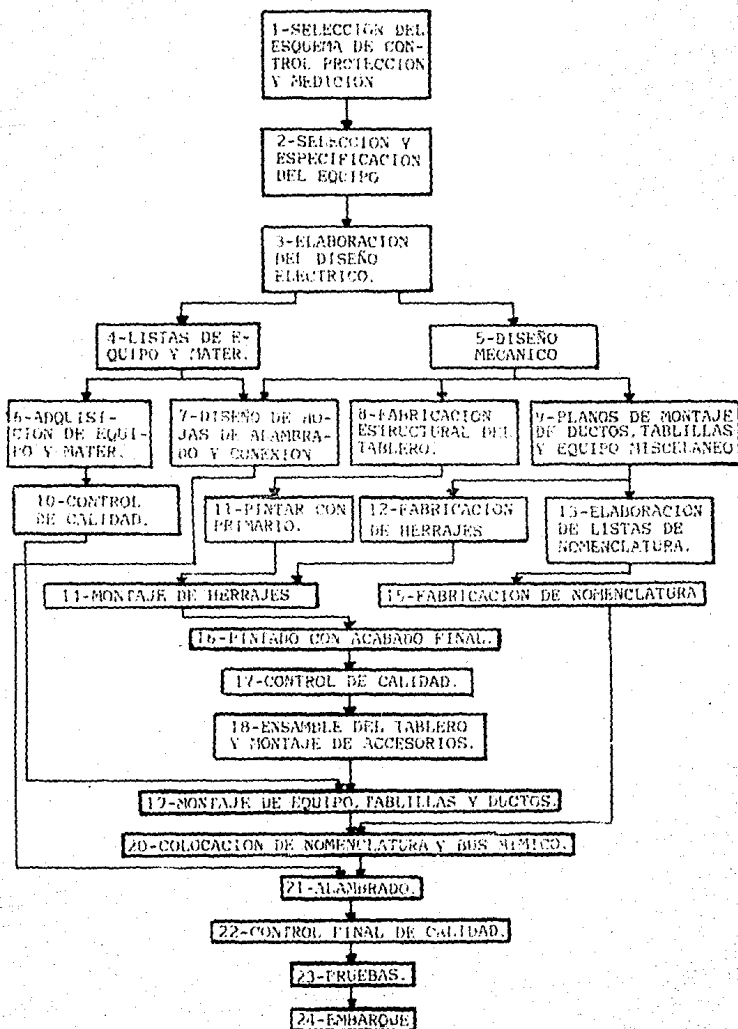 1-SELECCION DEL
ESQUEMA DE CON-
TROL PROTECCION
Y MEDICION
2-SELECCION Y
ESPECIFICACION
DEL EQUIPO
3-ELABORACION
DEL DISEÑO
ELECTRICO.
4-LISTAS DE E-
QUIPO Y MATER.
5-DISEÑO
MECANICO
6-ADQUISI-
CION DE EQUI-
PO Y MATER.
7-DISEÑO DE HO-
JAS DE ALAMBRA-
DO Y CONEXION
8-FABRICACION
ESTRUCTURAL DEL
TABLERO.
9-PLANOS DE MONTAJE
DE DUCTOS, TABLILLAS
Y EQUIPO MISCELANEO
10-CONTROL
DE CALIDAD.
11-PINTAR CON
PRIMARIO.
12-FABRICACION
DE HERRAJES
13-ELABORACION
DE LISTAS DE
NOMENCLATURA.
14-MONTAJE DE HERRAJES
15-FABRICACION DE NOMENCLATURA
16-PINTADO CON ACABADO FINAL.
17-CONTROL DE CALIDAD.
18-ENSAMBLE DEL TABLERO
Y MONTAJE DE ACCESORIOS.
19-MONTAJE DE EQUIPO, TABLILLAS Y DUCTOS.
20-COLOCACION DE NOMENCLATURA Y BUS MIMICO.
21-ALAMBRADO.
22-CONTROL FINAL DE CALIDAD.
23-PRUEBAS.
24-EMBARQUE